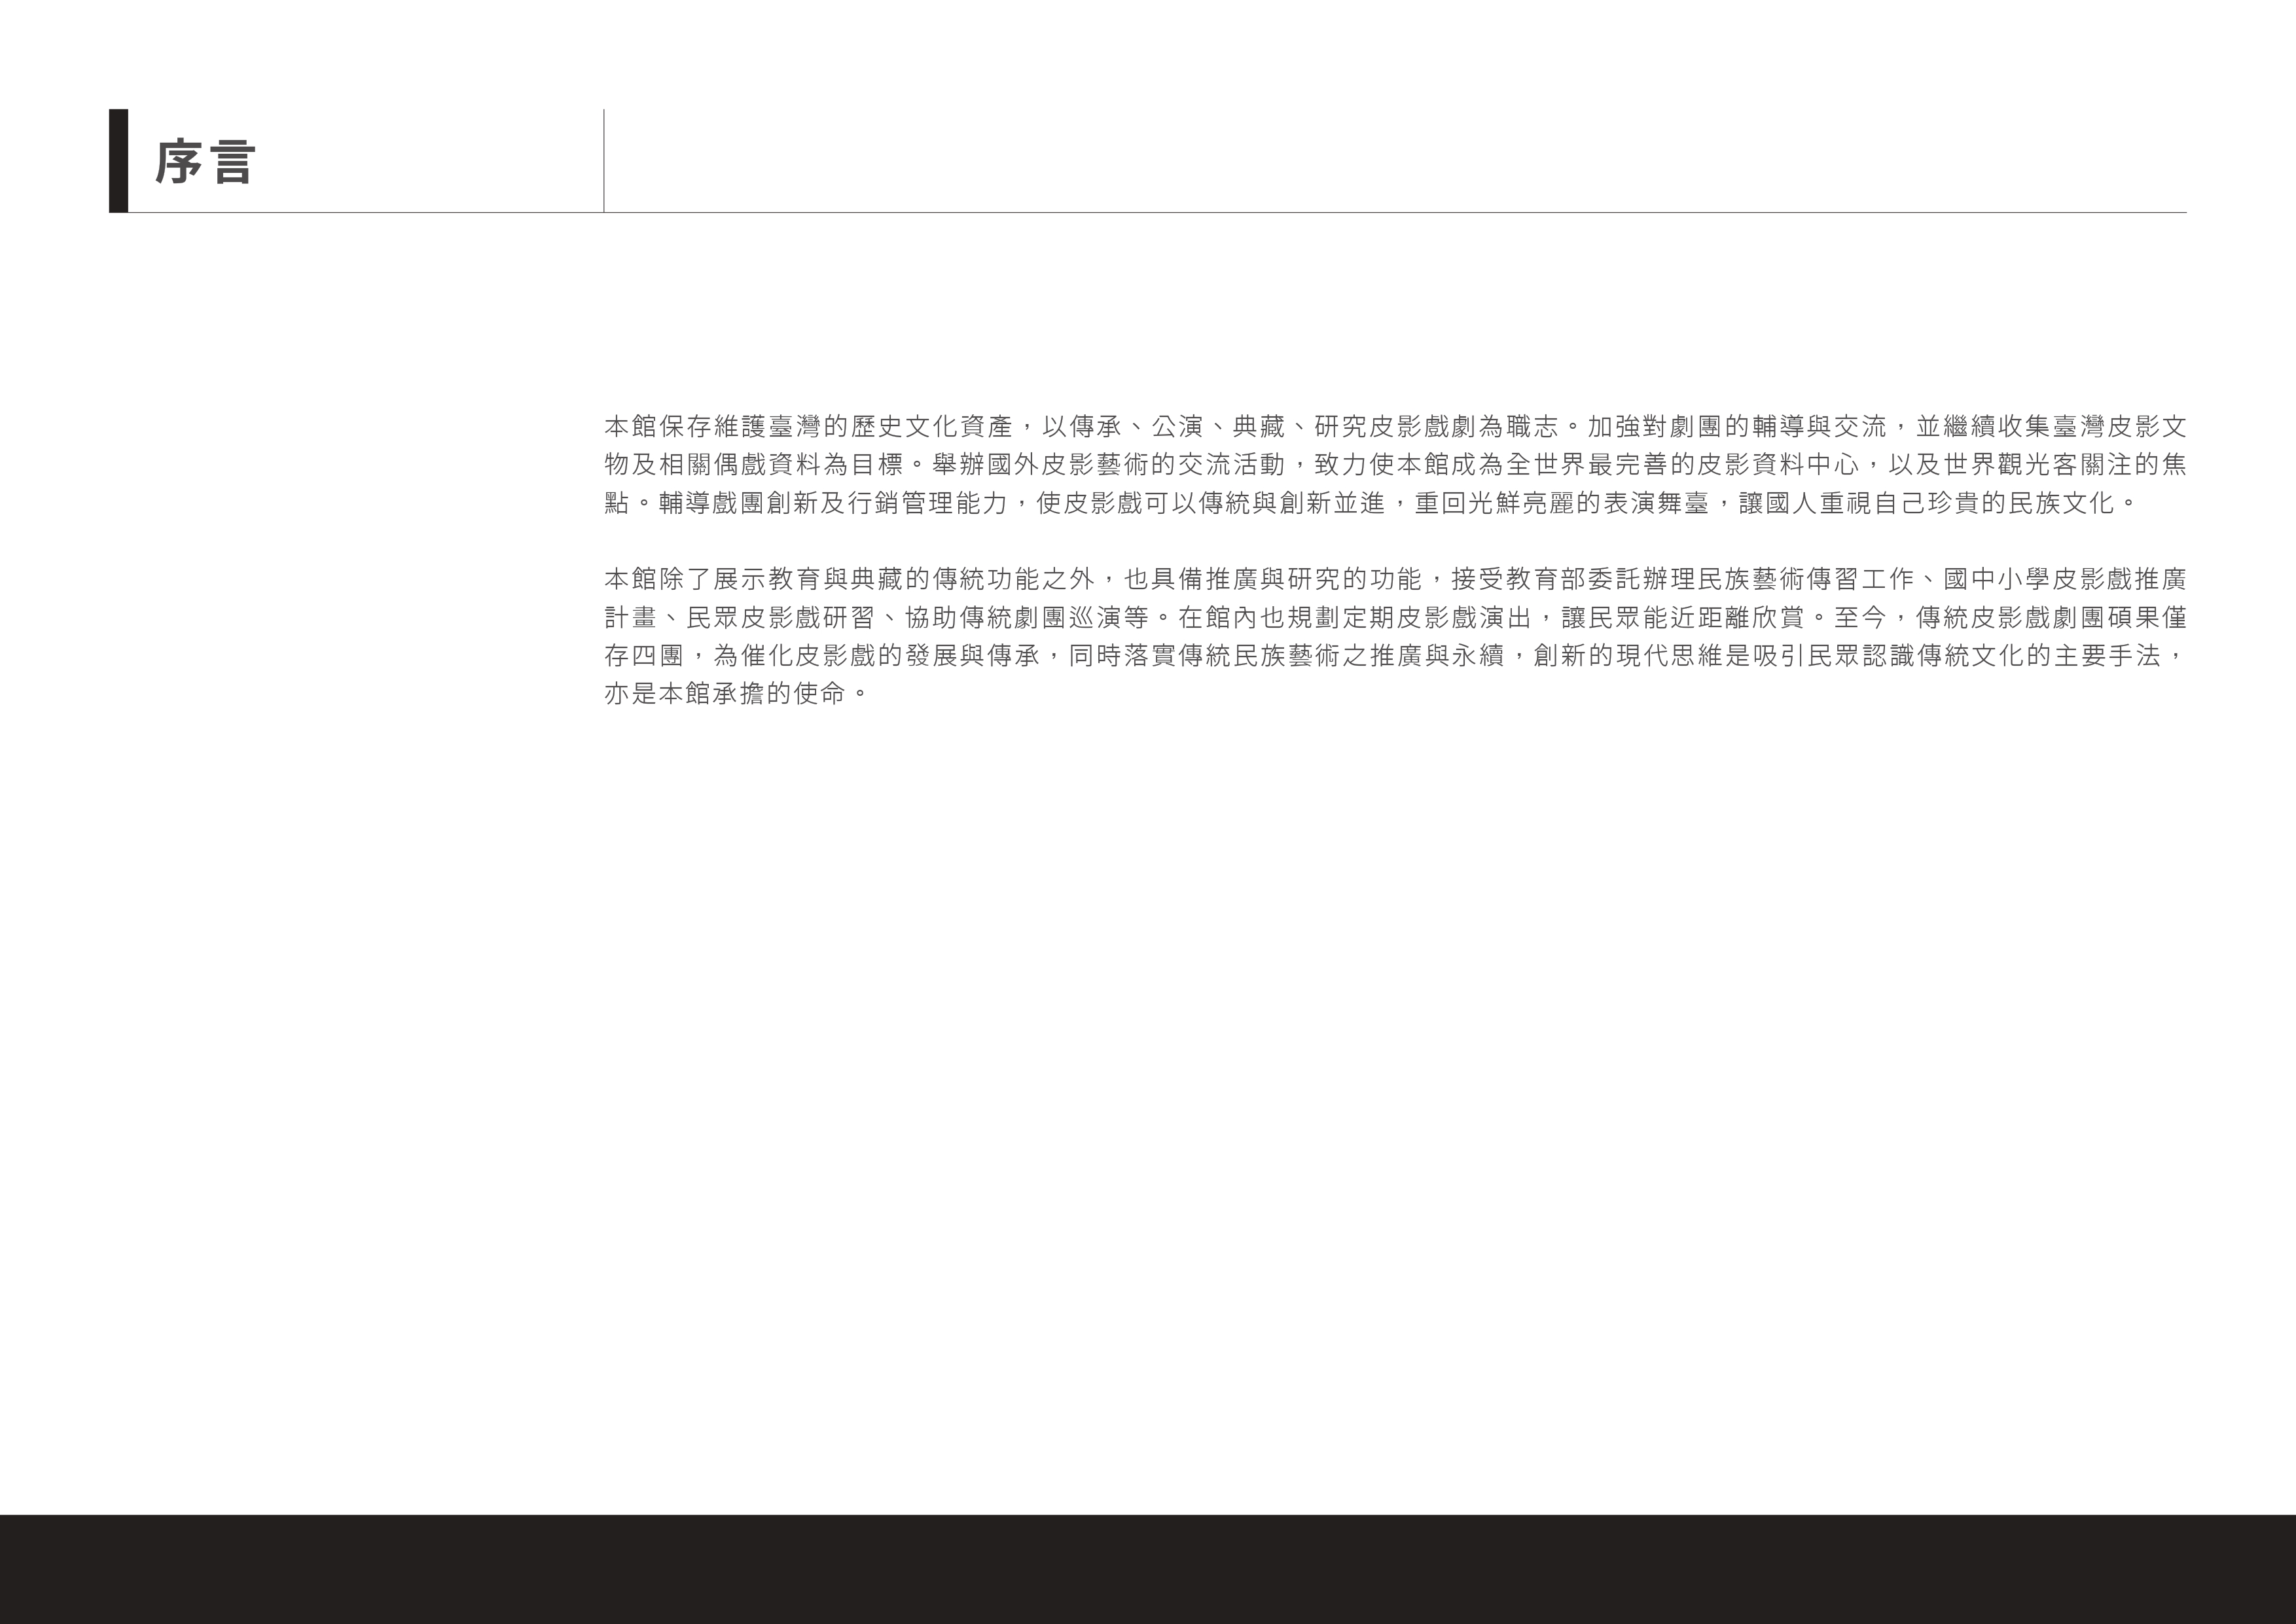 序言
本館保存維護臺灣的歷史文化資產，以傳承、公演、典藏、研究皮影戲劇為職志。加強對劇團的輔導與交流，並繼續收集臺灣皮影文
物及相關偶戲資料為目標。舉辦國外皮影藝術的交流活動，致力使本館成為全世界最完善的皮影資料中心，以及世界觀光客關注的焦
點。輔導戲團創新及行銷管理能力，使皮影戲可以傳統與創新並進，重回光鮮亮麗的表演舞臺，讓國人重視自己珍貴的民族文化。
本館除了展示教育與典藏的傳統功能之外，也具備推廣與研究的功能，接受教育部委託辦理民族藝術傳習工作、國中小學皮影戲推廣
計畫、民眾皮影戲研習、協助傳統劇團巡演等。在館內也規劃定期皮影戲演出，讓民眾能近距離欣賞。至今，傳統皮影戲劇團碩果僅
存四團，為催化皮影戲的發展與傳承，同時落實傳統民族藝術之推廣與永續，創新的現代思維是吸引民眾認識傳統文化的主要手法，
亦是本館承擔的使命。